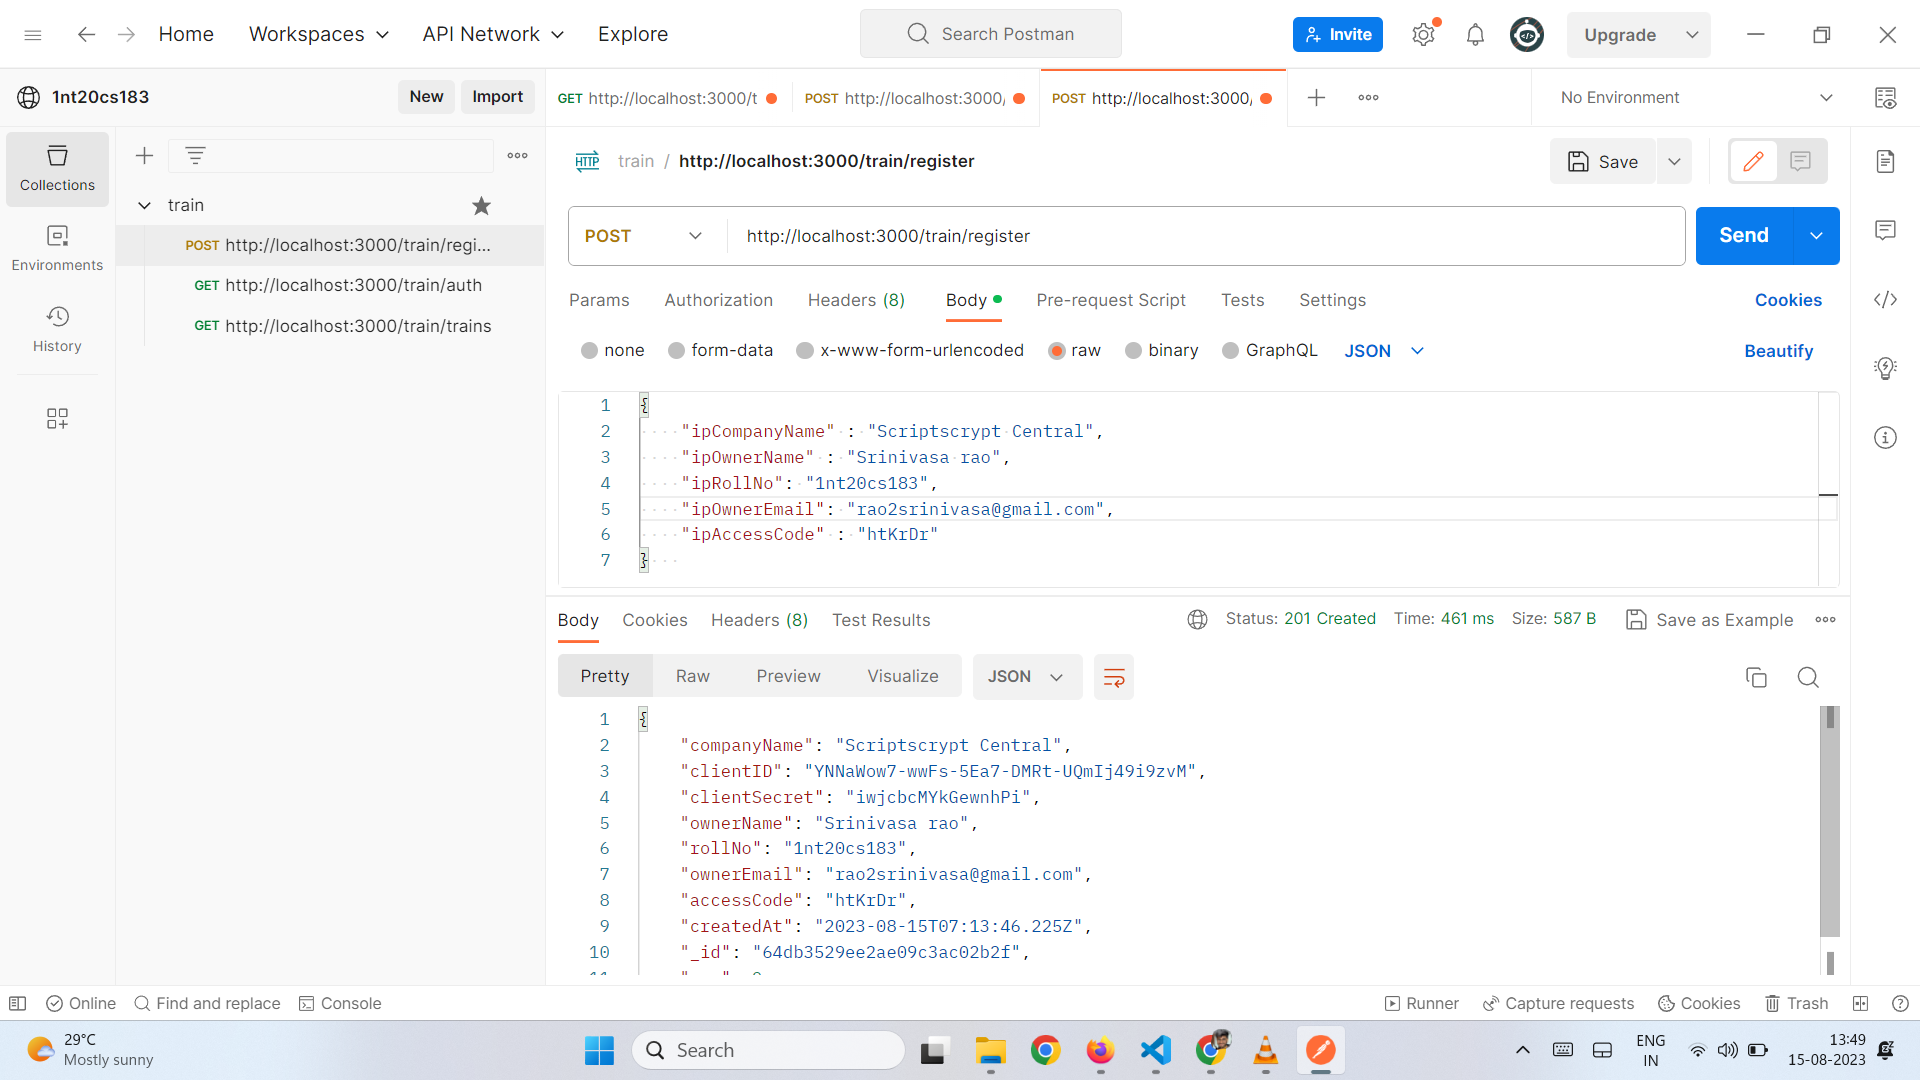 Home
Workspaces
API Network
Explore
Search Postman
Invite
Upgrade
1nt20cs183
New
Import
GET http://localhost:3000/t
POST http://localhost:3000/
POST http://localhost:3000/
No Environment
Collections
Environments
History
train
POST http://localhost:3000/train/regi...
GET http://localhost:3000/train/auth
GET http://localhost:3000/train/trains
HTTP train / http://localhost:3000/train/register
Save
POST
http://localhost:3000/train/register
Send
Params
Authorization
Headers (8)
Body
Pre-request Script
Tests
Settings
Cookies
none
form-data
x-www-form-urlencoded
raw
binary
GraphQL
JSON
Beautify
1 {
2 "ipCompanyName" : "Scriptscrypt Central",
3 "ipOwnerName" : "Srinivasa rao",
4 "ipRollNo": "1nt20cs183",
5 "ipOwnerEmail": "rao2srinivasa@gmail.com",
6 "ipAccessCode" : "htKrDr"
7 }
Body
Cookies
Headers (8)
Test Results
Status: 201 Created
Time: 461 ms
Size: 587 B
Save as Example
Pretty
Raw
Preview
Visualize
JSON
1 {
2 "companyName": "Scriptscrypt Central",
3 "clientID": "YNNaWow7-wwFs-5Ea7-DMRt-UQmIj49i9zvM",
4 "clientSecret": "iwjcbcMYkGewnhPi",
5 "ownerName": "Srinivasa rao",
6 "rollNo": "1nt20cs183",
7 "ownerEmail": "rao2srinivasa@gmail.com",
8 "accessCode": "htKrDr",
9 "createdAt": "2023-08-15T07:13:46.225Z",
10 "_id": "64db3529ee2ae09c3ac02b2f",
Online
Find and replace
Console
Runner
Capture requests
Cookies
Trash
29°C
Mostly sunny
Search
ENG
IN
13:49
15-08-2023